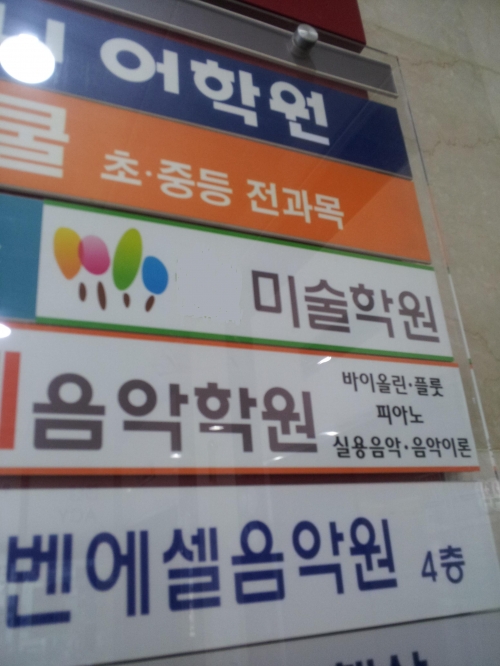 어학원
쿨
초·중등 전과목
미술학원
음악학원
바이올린·플룻
피아노
실용음악·음악이론
벤에셀음악원 4층